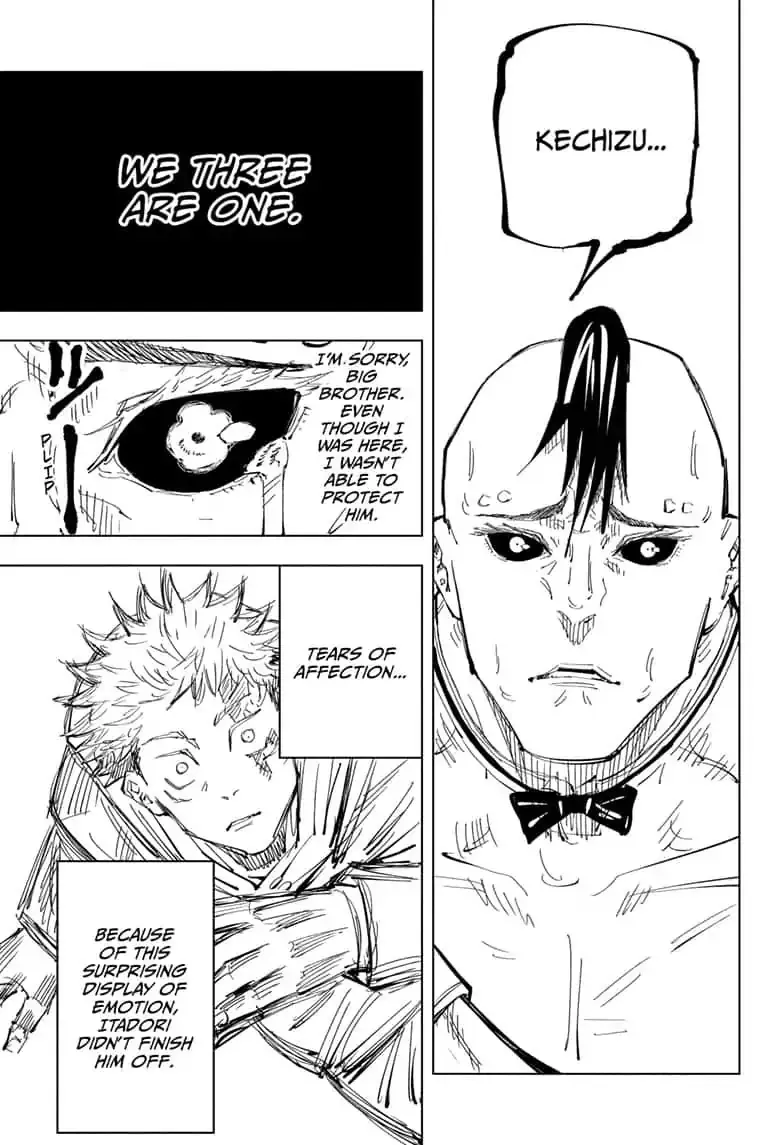 KECHIZU...
WE THREE
ARE ONE.
I'M SORRY,
BIG
BROTHER.
EVEN
THOUGH I
WAS HERE,
I WASN'T
ABLE TO
PROTECT
HIM.
PLIP
TEARS OF
AFFECTION...
BECAUSE
OF THIS
SURPRISING
DISPLAY OF
EMOTION,
ITADORI
DIDN'T FINISH
HIM OFF.